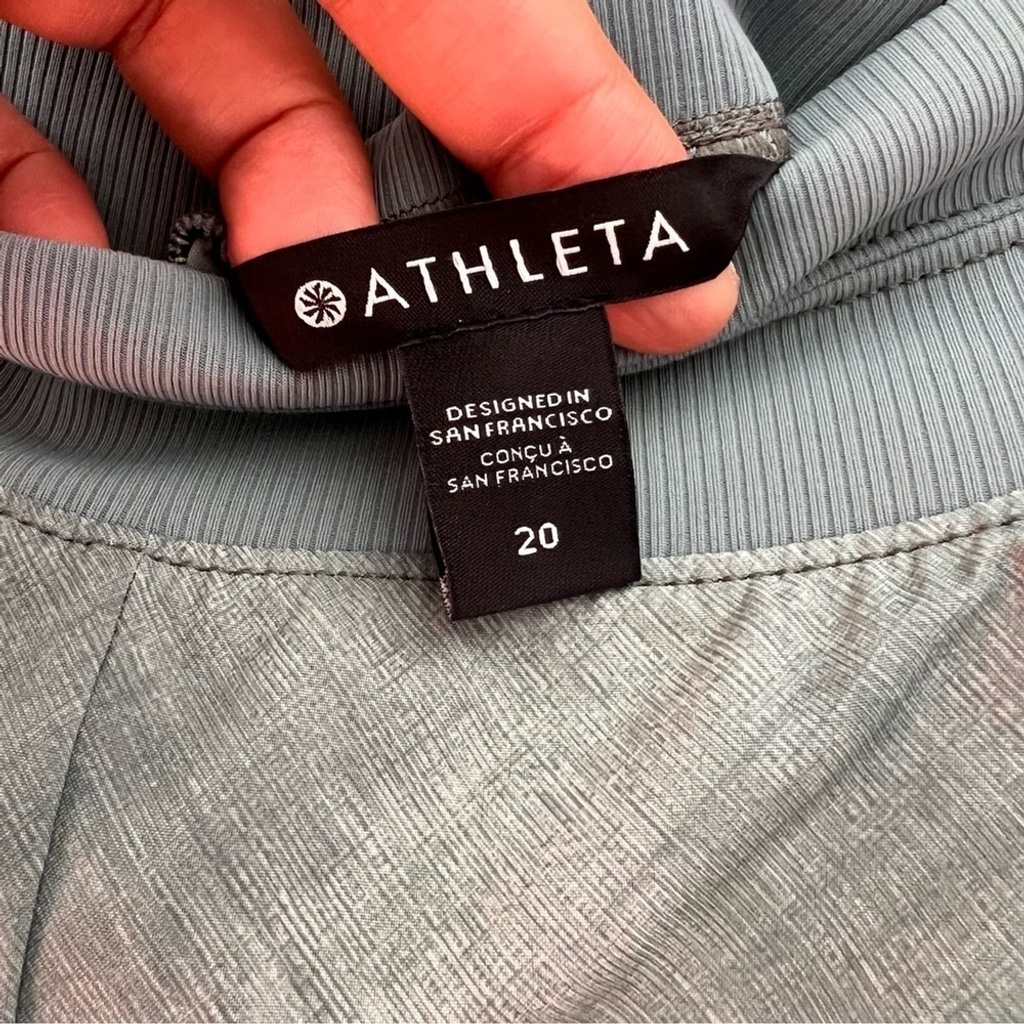 ATHLETA
DESIGNED IN
SAN FRANCISCO
CONÇU À
SAN FRANCISCO
20